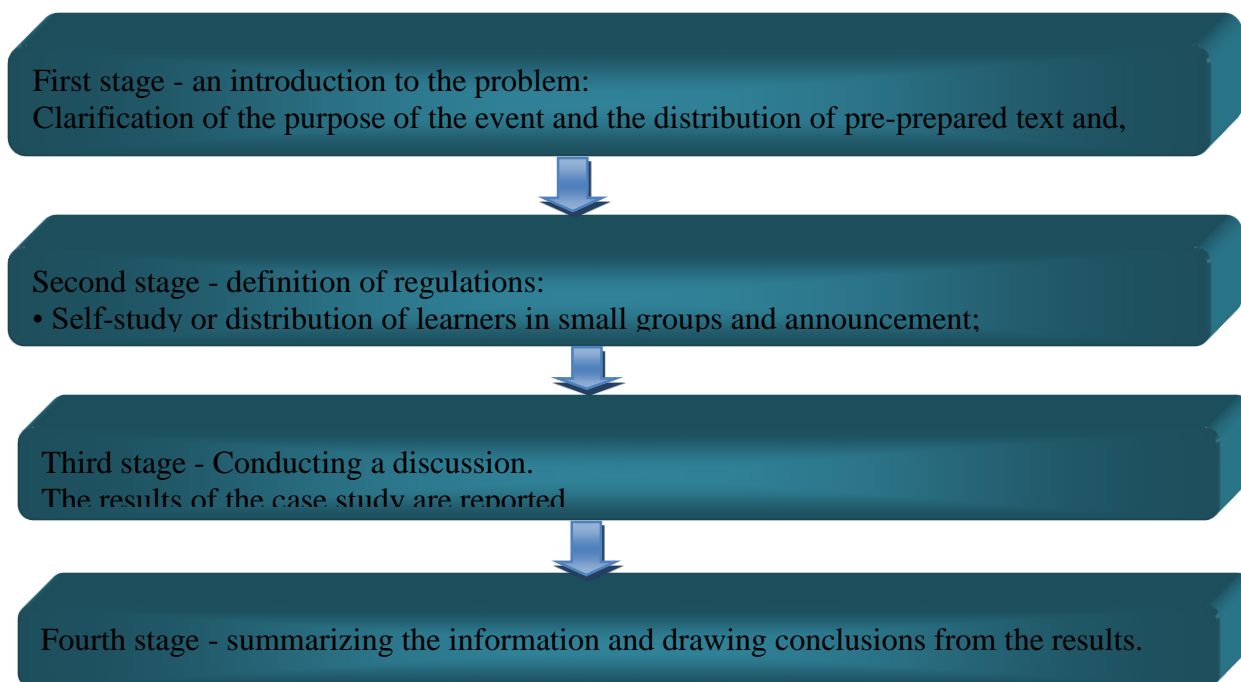 First stage - an introduction to the problem:
Clarification of the purpose of the event and the distribution of pre-prepared text and,
Second stage - definition of regulations:
• Self-study or distribution of learners in small groups and announcement;
Third stage - Conducting a discussion.
The results of the case study are reported
Fourth stage - summarizing the information and drawing conclusions from the results.